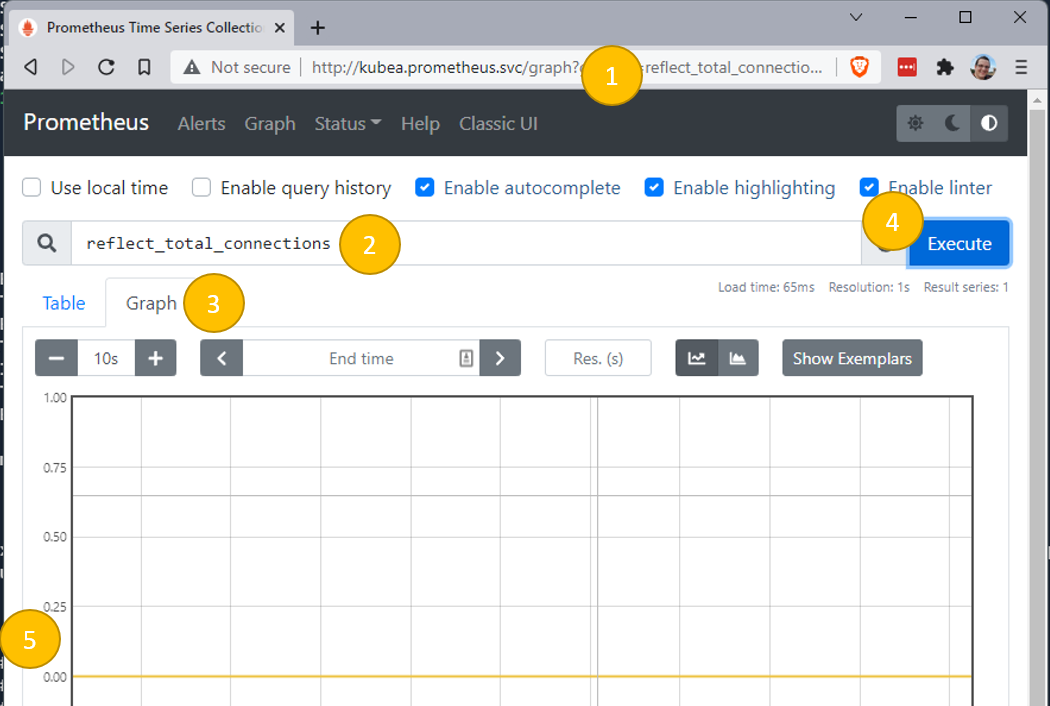 Prometheus Time Series Collectio
Not secure http://kubea.prometheus.svc/graph? 1 =reflect_total_connectio...
Prometheus Alerts Graph Status Help Classic UI
Use local time Enable query history Enable autocomplete Enable highlighting Enable linter
4
reflect_total_connections 2 Execute
Load time: 65ms Resolution: 1s Result series: 1
Table Graph 3
10s End time Res. (s) Show Exemplars
1.00
0.75
0.50
0.25
5
0.00